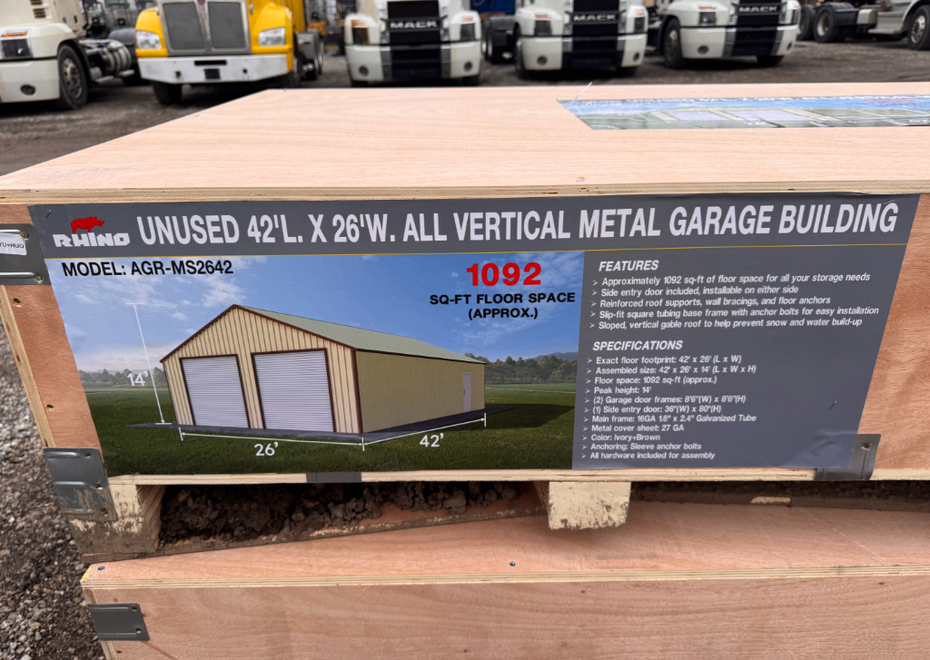 MACK
MACK
MACK
RHINO
UNUSED 42'L. X 26'W. ALL VERTICAL METAL GARAGE BUILDING
MODEL: AGR-MS2642
1092
SQ-FT FLOOR SPACE
(APPROX.)
14'
26'
42'
FEATURES
➢ Approximately 1092 sq-ft of floor space for all your storage needs
➢ Side entry door included, installable on either side
➢ Reinforced roof supports, wall bracings, and floor anchors
➢ Slip-fit square tubing base frame with anchor bolts for easy installation
➢ Sloped, vertical gable roof to help prevent snow and water build-up
SPECIFICATIONS
➢ Exact floor footprint: 42' x 26' (L x W)
➢ Assembled size: 42' x 26' x 14' (L x W x H)
➢ Floor space: 1092 sq-ft (approx.)
➢ Peak height: 14'
➢ (2) Garage door frames: 8'6"(W) x 8'6"(H)
➢ (1) Side entry door: 36"(W) x 80"(H)
➢ Main frame: 16GA 1.6" x 2.4" Galvanized Tube
➢ Metal cover sheet: 27 GA
➢ Color: Ivory+Brown
➢ Anchoring: Sleeve anchor bolts
➢ All hardware included for assembly